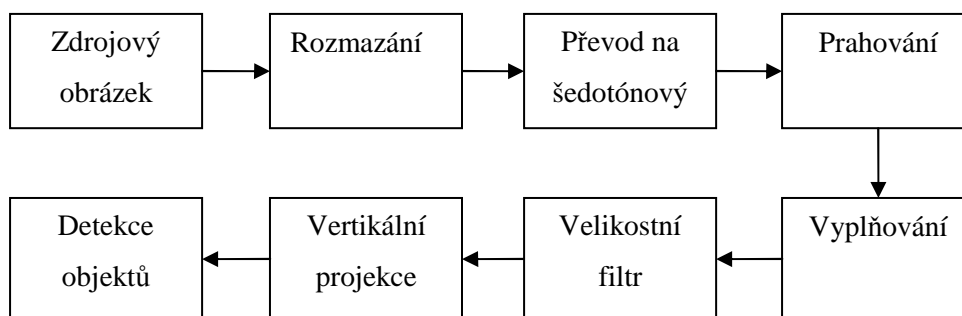 Zdrojový
obrázek
Rozmazání
Převod na
šedotónový
Prahování
Vyplňování
Velikostní
filtr
Vertikální
projekce
Detekce
objektů